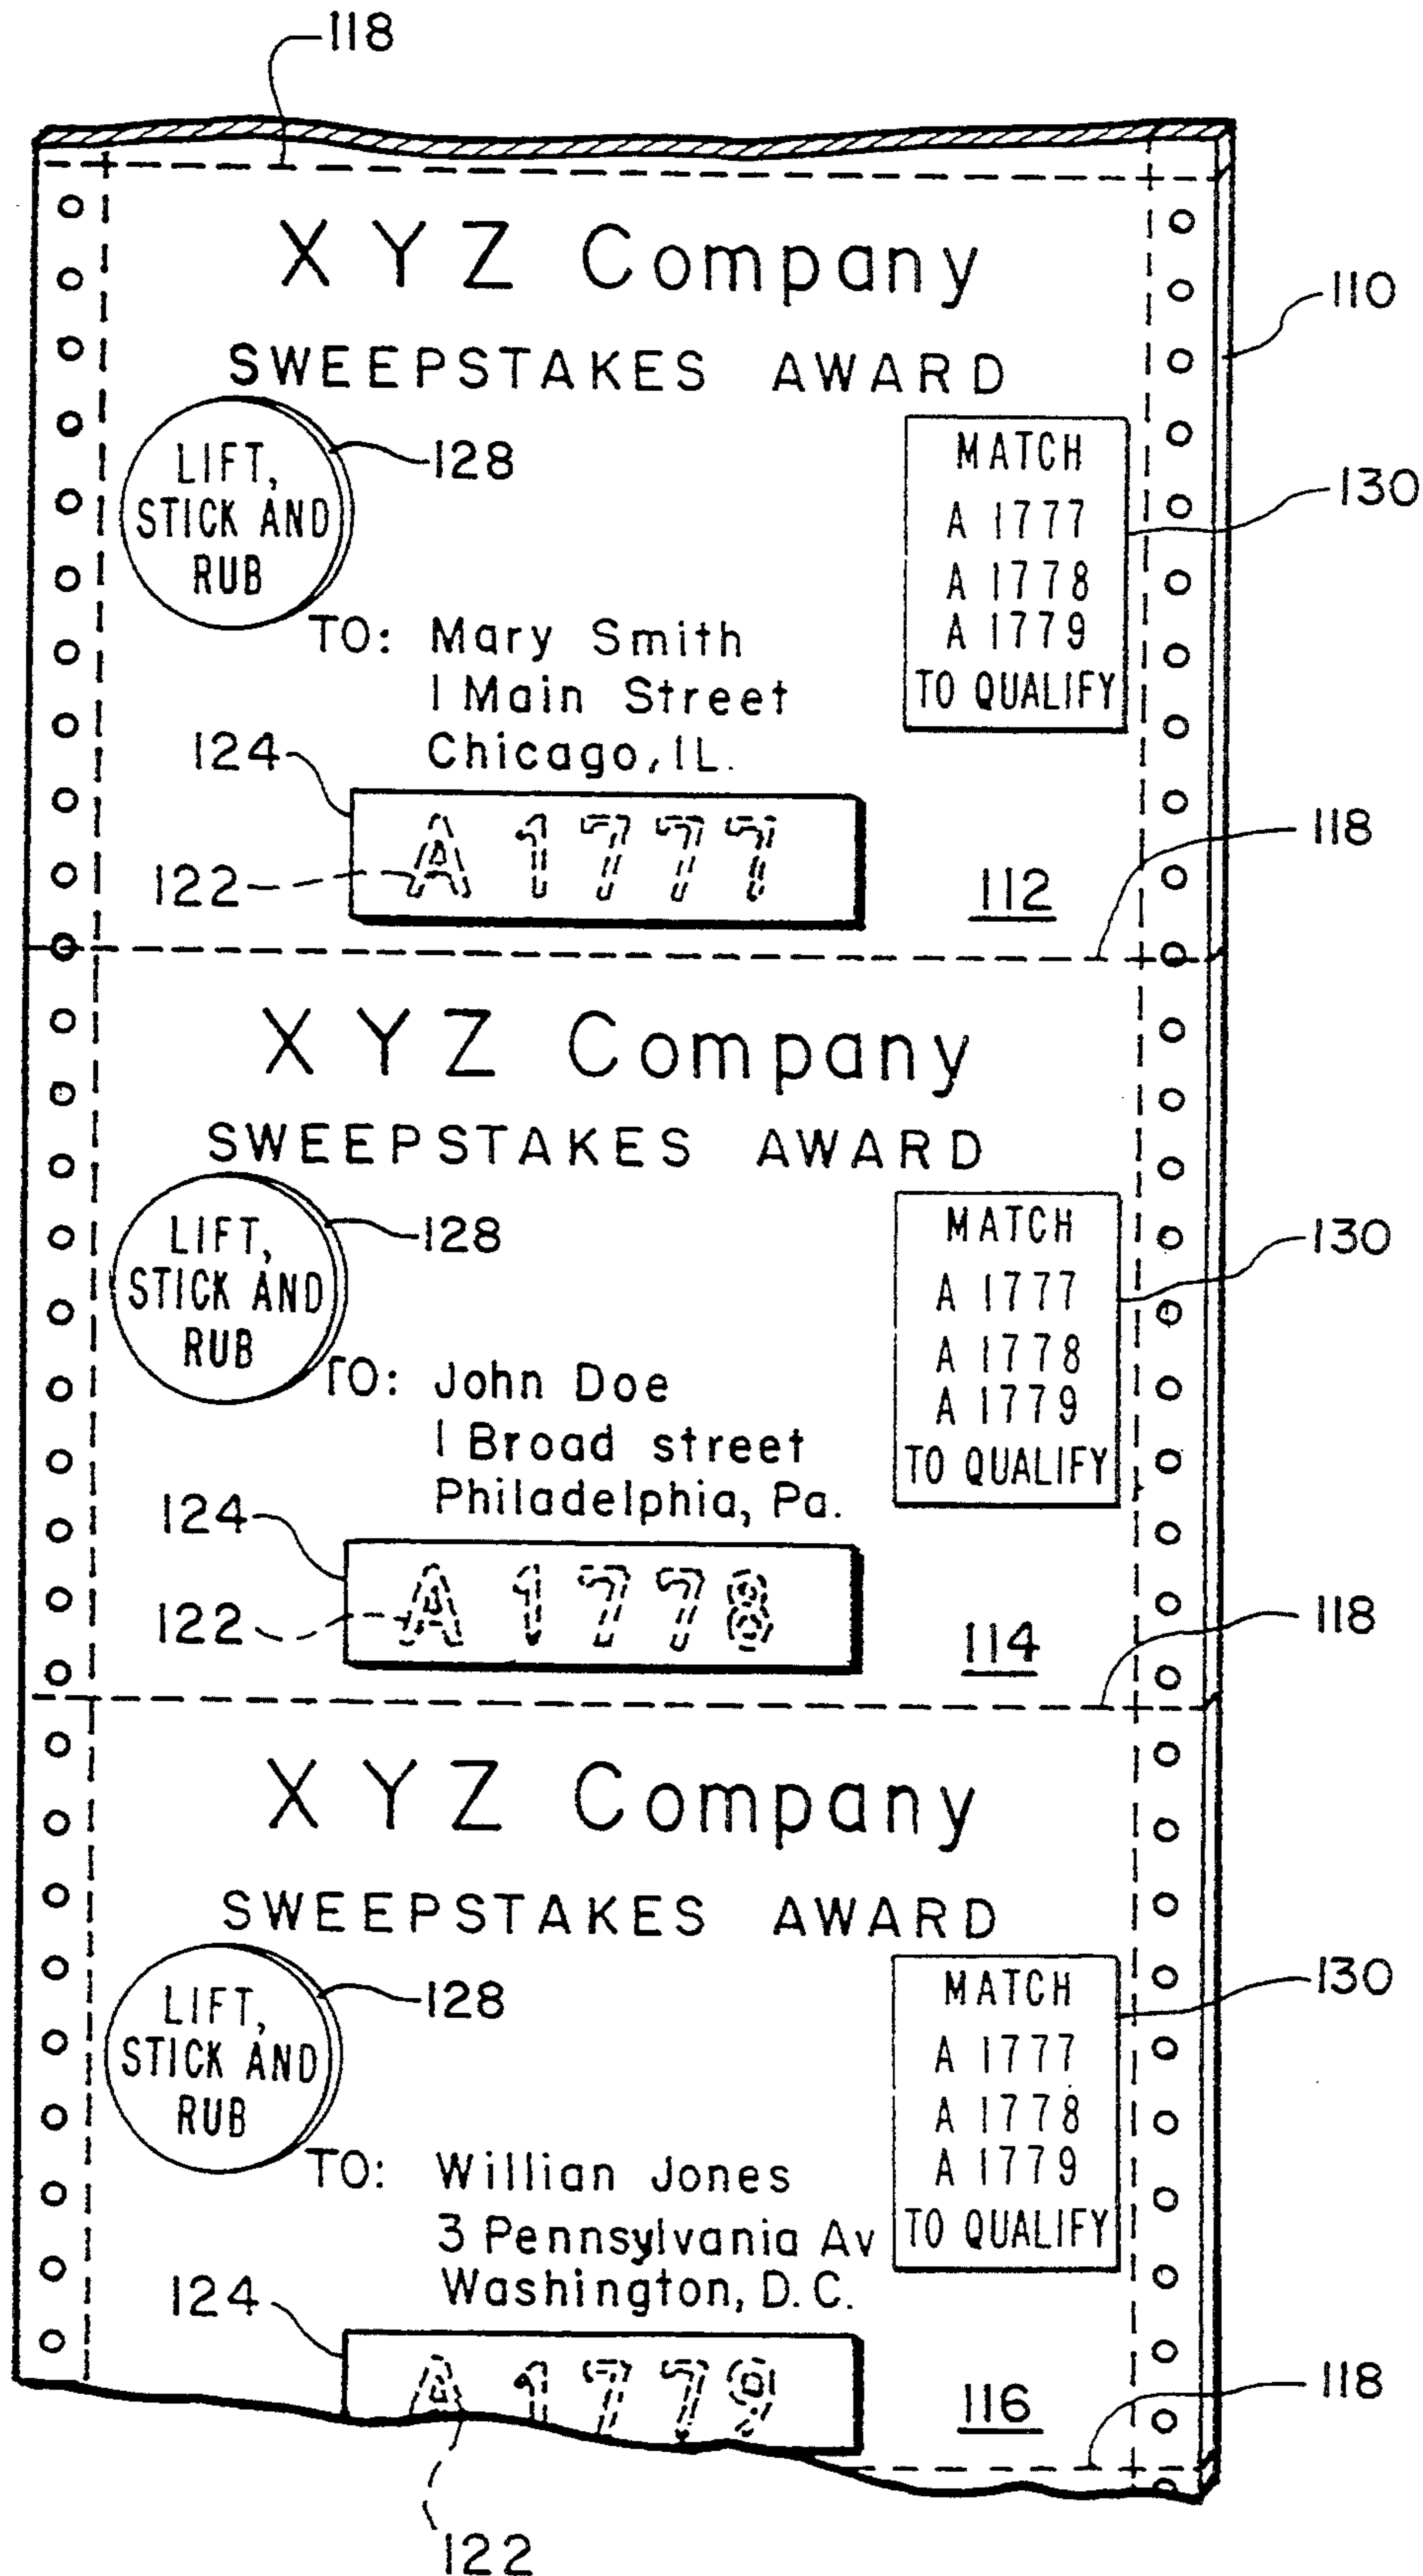 118
X Y Z Company
110
SWEEPSTAKES AWARD
LIFT,
STICK AND
RUB
128
MATCH
A 1777
A 1778
A 1779
TO QUALIFY
130
TO: Mary Smith
1 Main Street
Chicago, IL.
124
A 1777
122
112
118
X Y Z Company
SWEEPSTAKES AWARD
LIFT,
STICK AND
RUB
128
MATCH
A 1777
A 1778
A 1779
TO QUALIFY
130
TO: John Doe
1 Broad street
Philadelphia, Pa.
124
A 1778
122
114
118
X Y Z Company
SWEEPSTAKES AWARD
LIFT,
STICK AND
RUB
128
MATCH
A 1777
A 1778
A 1779
TO QUALIFY
130
TO: Willian Jones
3 Pennsylvania Av
Washington, D.C.
124
A 1779
116
118
122